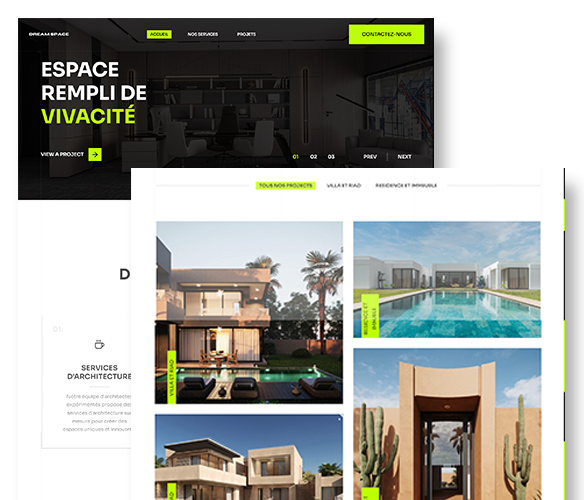 DREAM SPACE
ACCUEIL
NOS SERVICES
PROJETS
CONTACTEZ-NOUS
ESPACE
REMPLI DE
VIVACITÉ
VIEW A PROJECT
01 02 03
PREV | NEXT
D
01
SERVICES
D'ARCHITECTURE
Notre équipe d'architectes
expérimentés propose des
services d'architecture sur
mesure pour créer des
espaces uniques et
TOUS NOS PROJECTS
VILLA ET RIAD
RESIDENCE ET IMMEUBLE
VILLA ET RIAD
RESIDENCE ET
IMMEUBLE